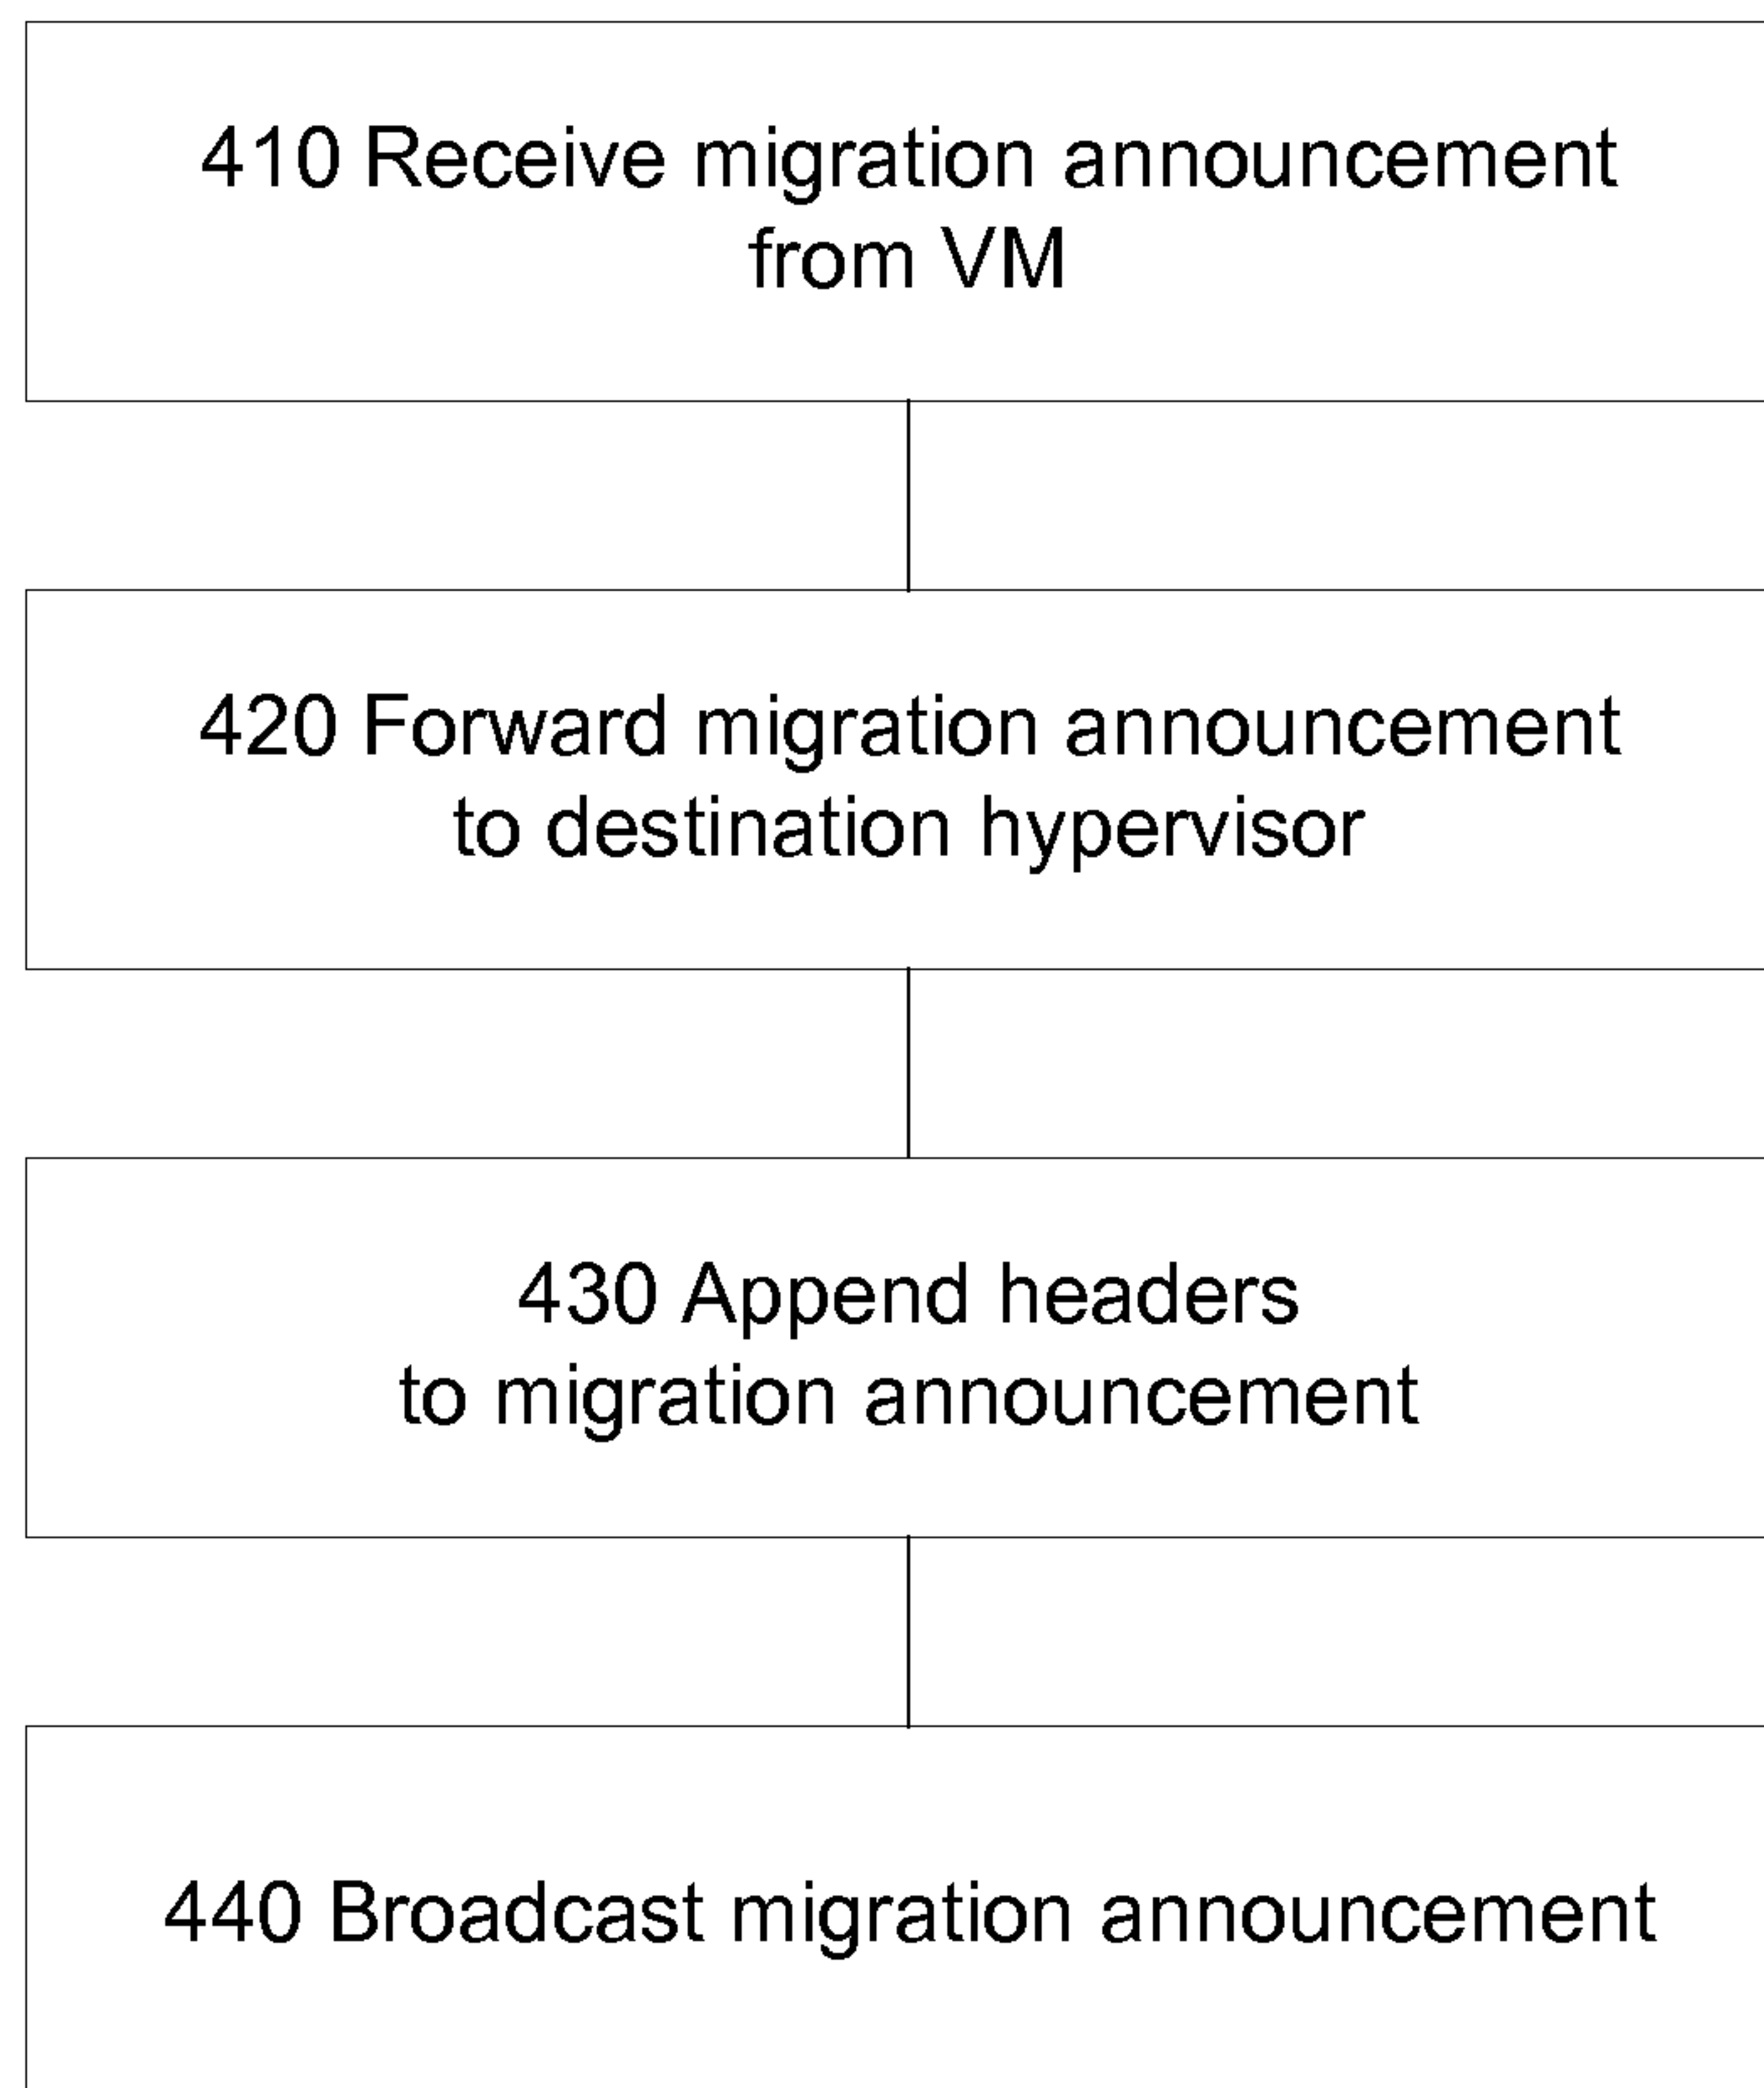 410 Receive migration announcement
from VM
420 Forward migration announcement
to destination hypervisor
430 Append headers
to migration announcement
440 Broadcast migration announcement